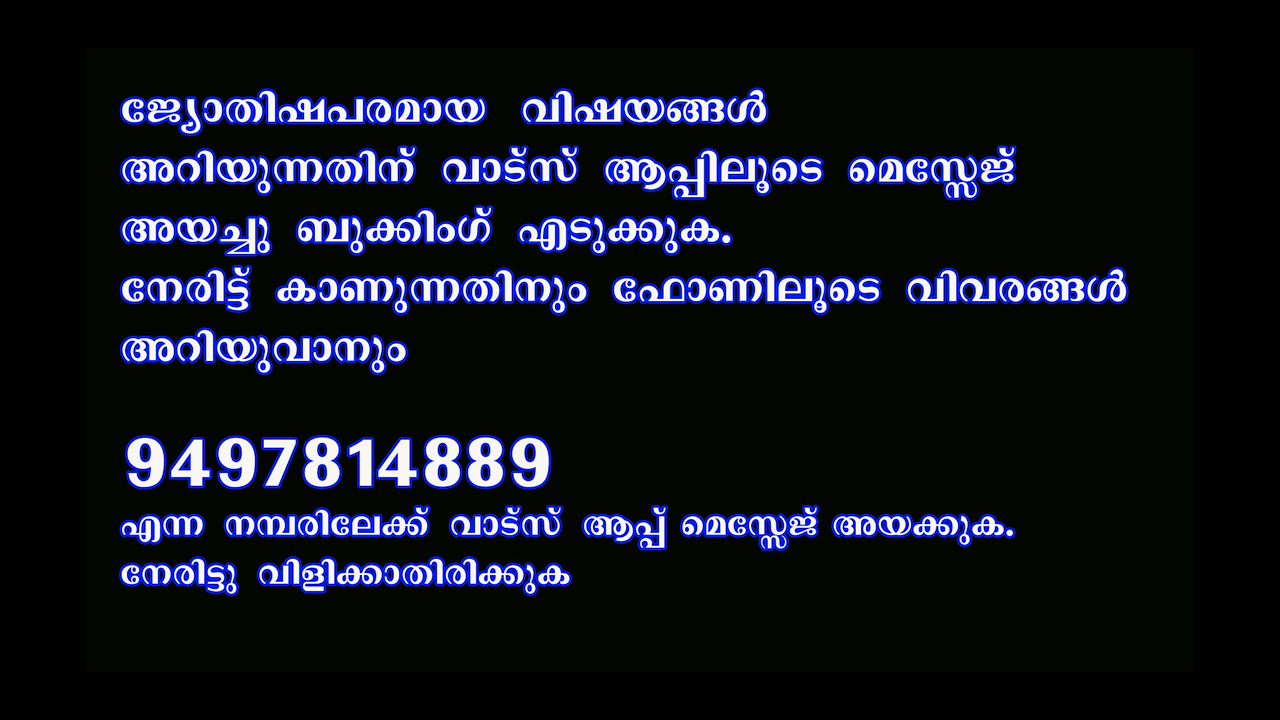 ജ്യോതിഷപരമായ വിഷയങ്ങൾ
അറിയുന്നതിന് വാട്സ് ആപ്പിലൂടെ മെസ്സേജ്
അയച്ചു ബുക്കിംഗ് എടുക്കുക.
നേരിട്ട് കാണുന്നതിനും ഫോണിലൂടെ വിവരങ്ങൾ
അറിയുവാനും
9497814889
എന്ന നമ്പരിലേക്ക് വാട്സ് ആപ്പ് മെസ്സേജ് അയക്കുക.
നേരിട്ടു വിളിക്കാതിരിക്കുക